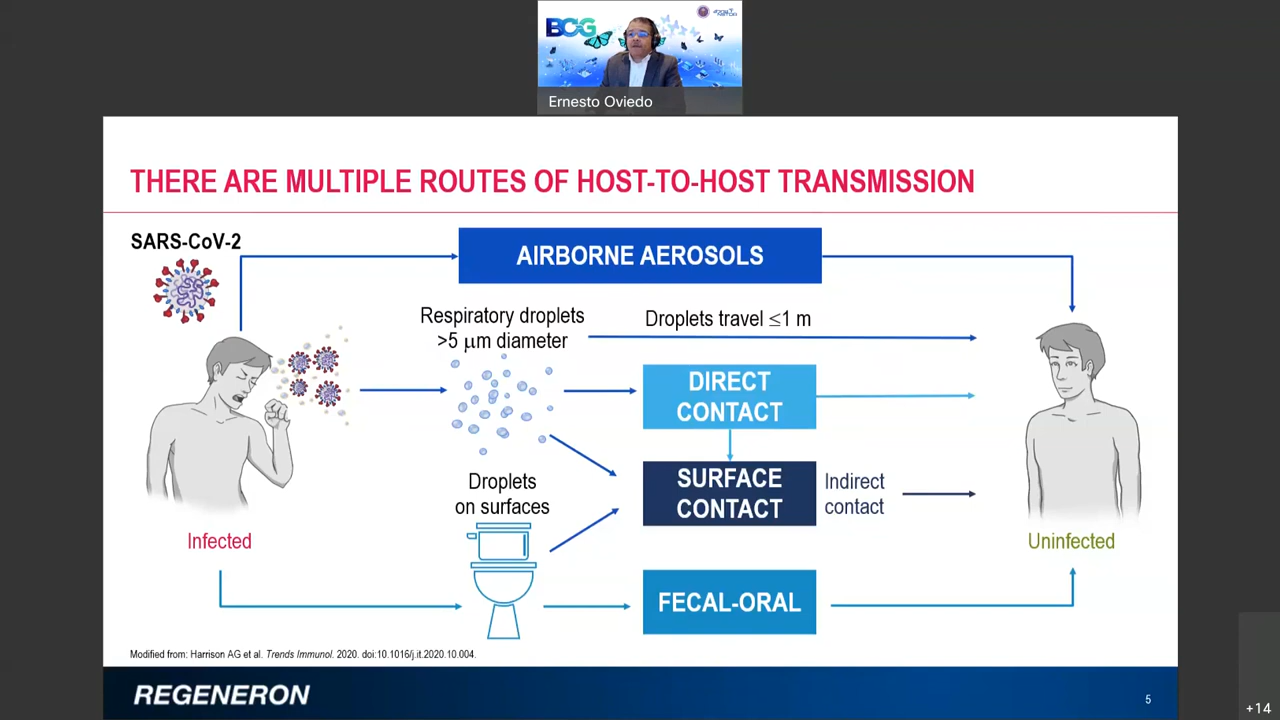 BCG
Ernesto Oviedo
THERE ARE MULTIPLE ROUTES OF HOST-TO-HOST TRANSMISSION
SARS-CoV-2
AIRBORNE AEROSOLS
Respiratory droplets
>5 μm diameter
Droplets travel ≤1 m
DIRECT
CONTACT
Droplets
on surfaces
SURFACE
CONTACT
Indirect
contact
Infected
Uninfected
FECAL-ORAL
Modified from: Harrison AG et al. Trends Immunol. 2020. doi:10.1016/j.it.2020.10.004.
REGENERON
5
+14